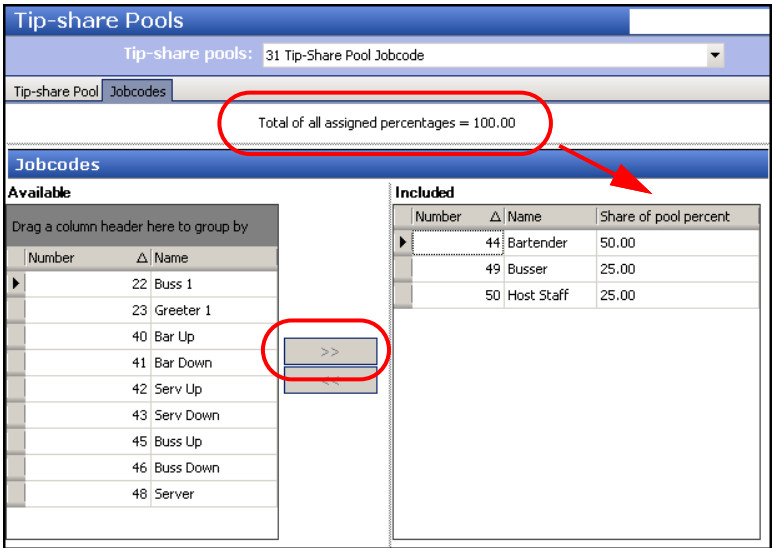 Tip-share Pools
Tip-share pools: 31 Tip-Share Pool Jobcode
Tip-share Pool Jobcodes
Total of all assigned percentages = 100.00
Jobcodes
Available
Drag a column header here to group by
Number Name
22 Buss 1
23 Greeter 1
40 Bar Up
41 Bar Down
42 Serv Up
43 Serv Down
45 Buss Up
46 Buss Down
48 Server
>>
<<
Included
Number Name Share of pool percent
44 Bartender 50.00
49 Busser 25.00
50 Host Staff 25.00